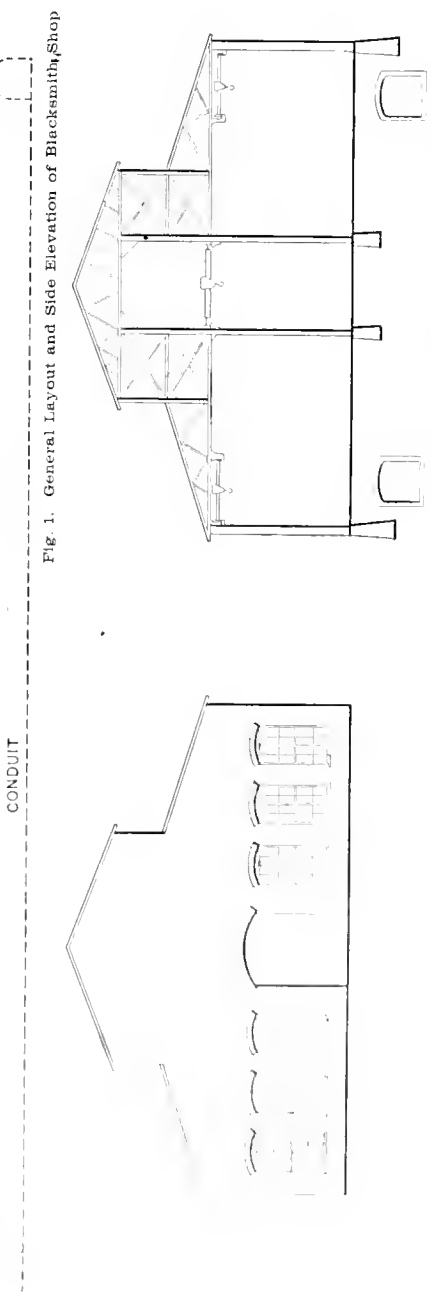 CONDUIT
Fig. 1. General Layout and Side Elevation of Blacksmith Shop